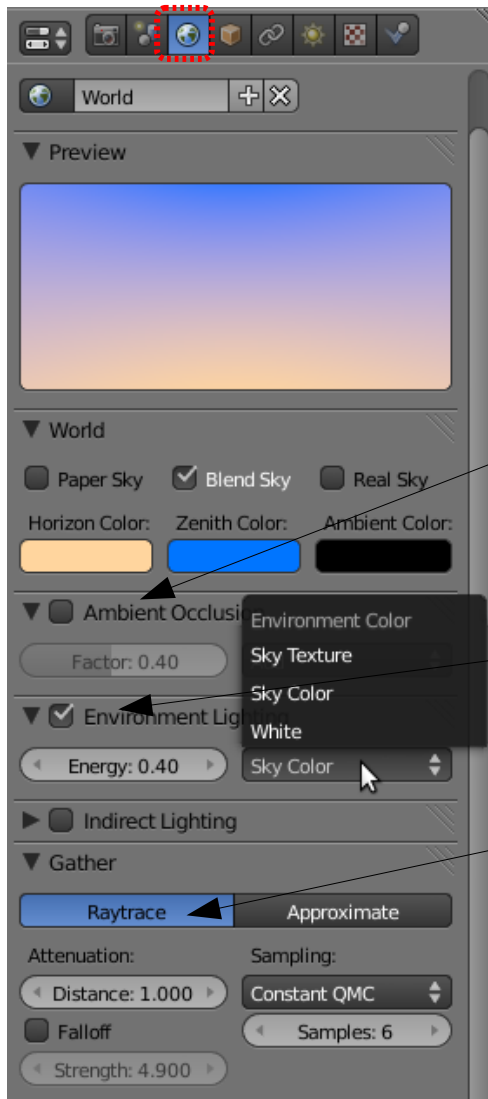 World
Preview
World
Paper Sky Blend Sky Real Sky
Horizon Color: Zenith Color: Ambient Color:
Ambient Occlusi
Environment Color
Factor: 0.40
Sky Texture
Sky Color
Environment Lighting
White
Energy: 0.40 Sky Color
Indirect Lighting
Gather
Raytrace Approximate
Attenuation: Sampling:
Distance: 1.000 Constant QMC
Falloff Samples: 6
Strength: 4.900